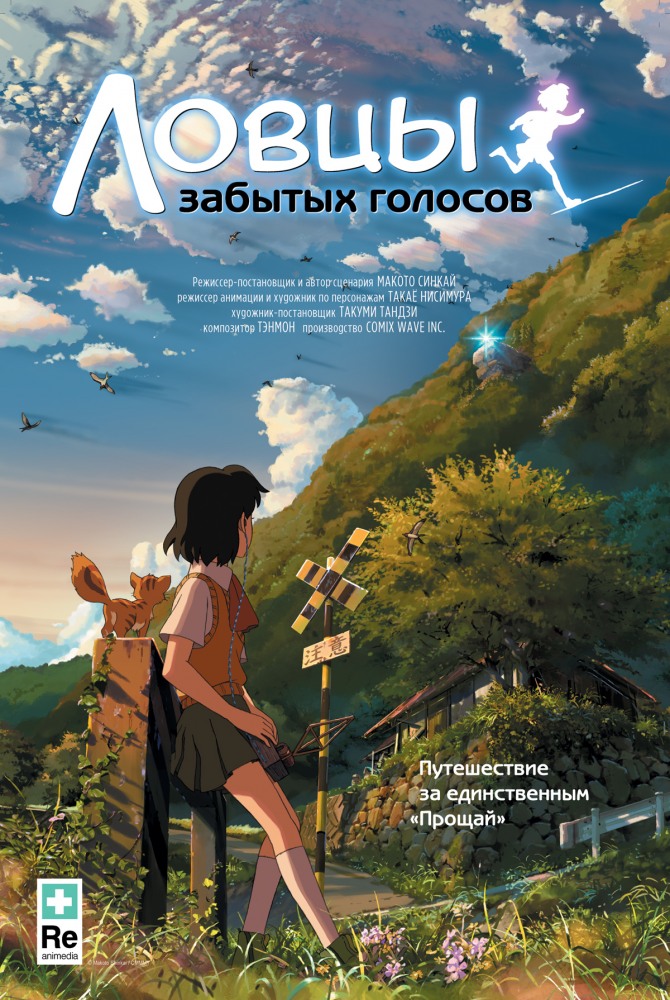 Ловцы
забытых голосов
Режиссер-постановщик и автор сценария МАКОТО СИНКАЙ
режиссер анимации и художник по персонажам ТАКАЁ НИСИМУРА
художник-постановщик ТАКУМИ ТАНДЗИ
композитор ТЭНМОН производство COMIX WAVE INC.
注意
Путешествие
за единственным
«Прощай»
Re
animedia